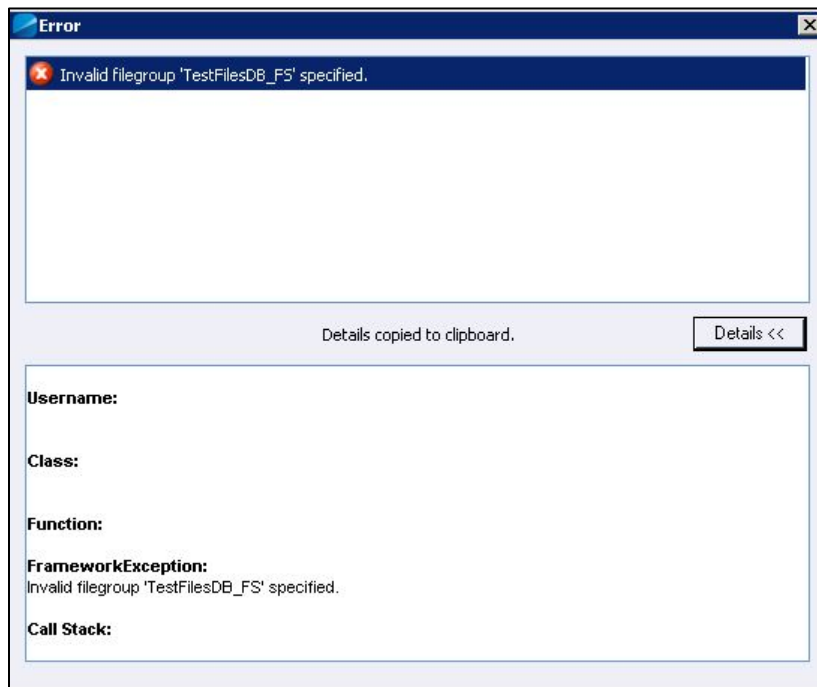 Error
Invalid filegroup 'TestFilesDB_FS' specified.
Details copied to clipboard.
Details <<
Username:
Class:
Function:
FrameworkException:
Invalid filegroup 'TestFilesDB_FS' specified.
Call Stack: